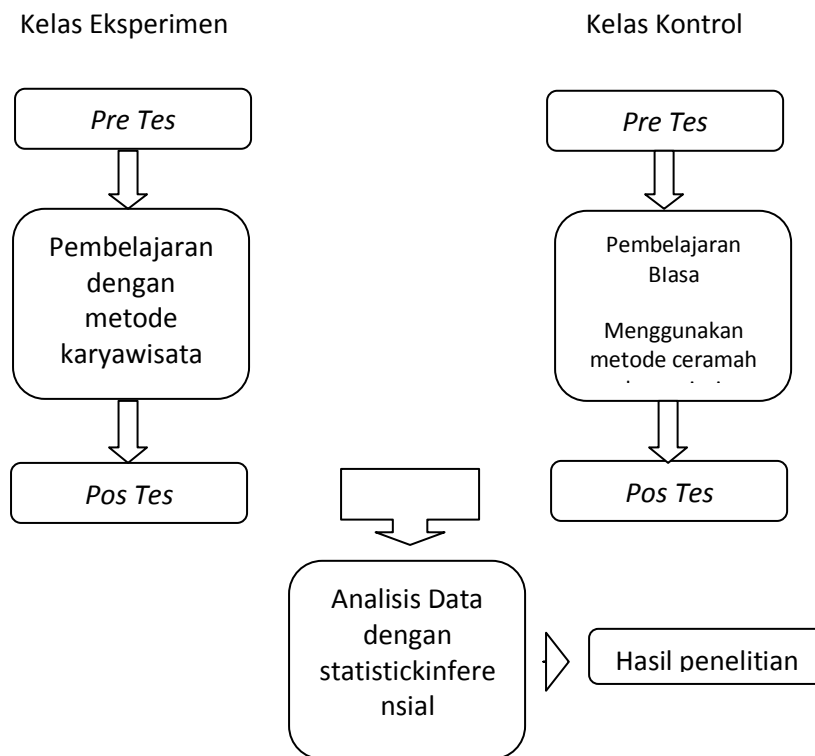 Kelas Eksperimen
Kelas Kontrol
Pre Tes
Pre Tes
Pembelajaran
dengan
metode
karyawisata
Pembelajaran
BIasa
Menggunakan
metode ceramah
Pos Tes
Pos Tes
Analisis Data
dengan
statistickinfere
nsial
Hasil penelitian